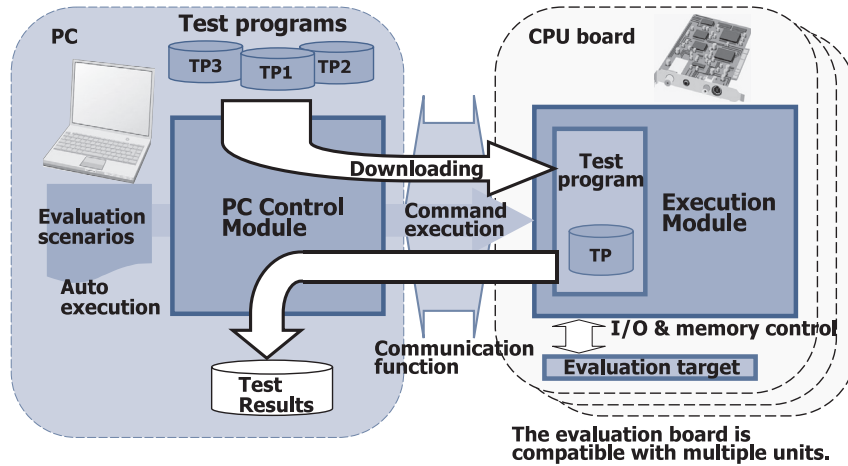 PC
Test programs
TP3
TP1
TP2
CPU board
Downloading
Test
program
TP
Execution
Module
Evaluation
scenarios
PC Control
Module
Command
execution
Auto
execution
I/O & memory control
Communication
function
Evaluation target
Test
Results
The evaluation board is
compatible with multiple units.